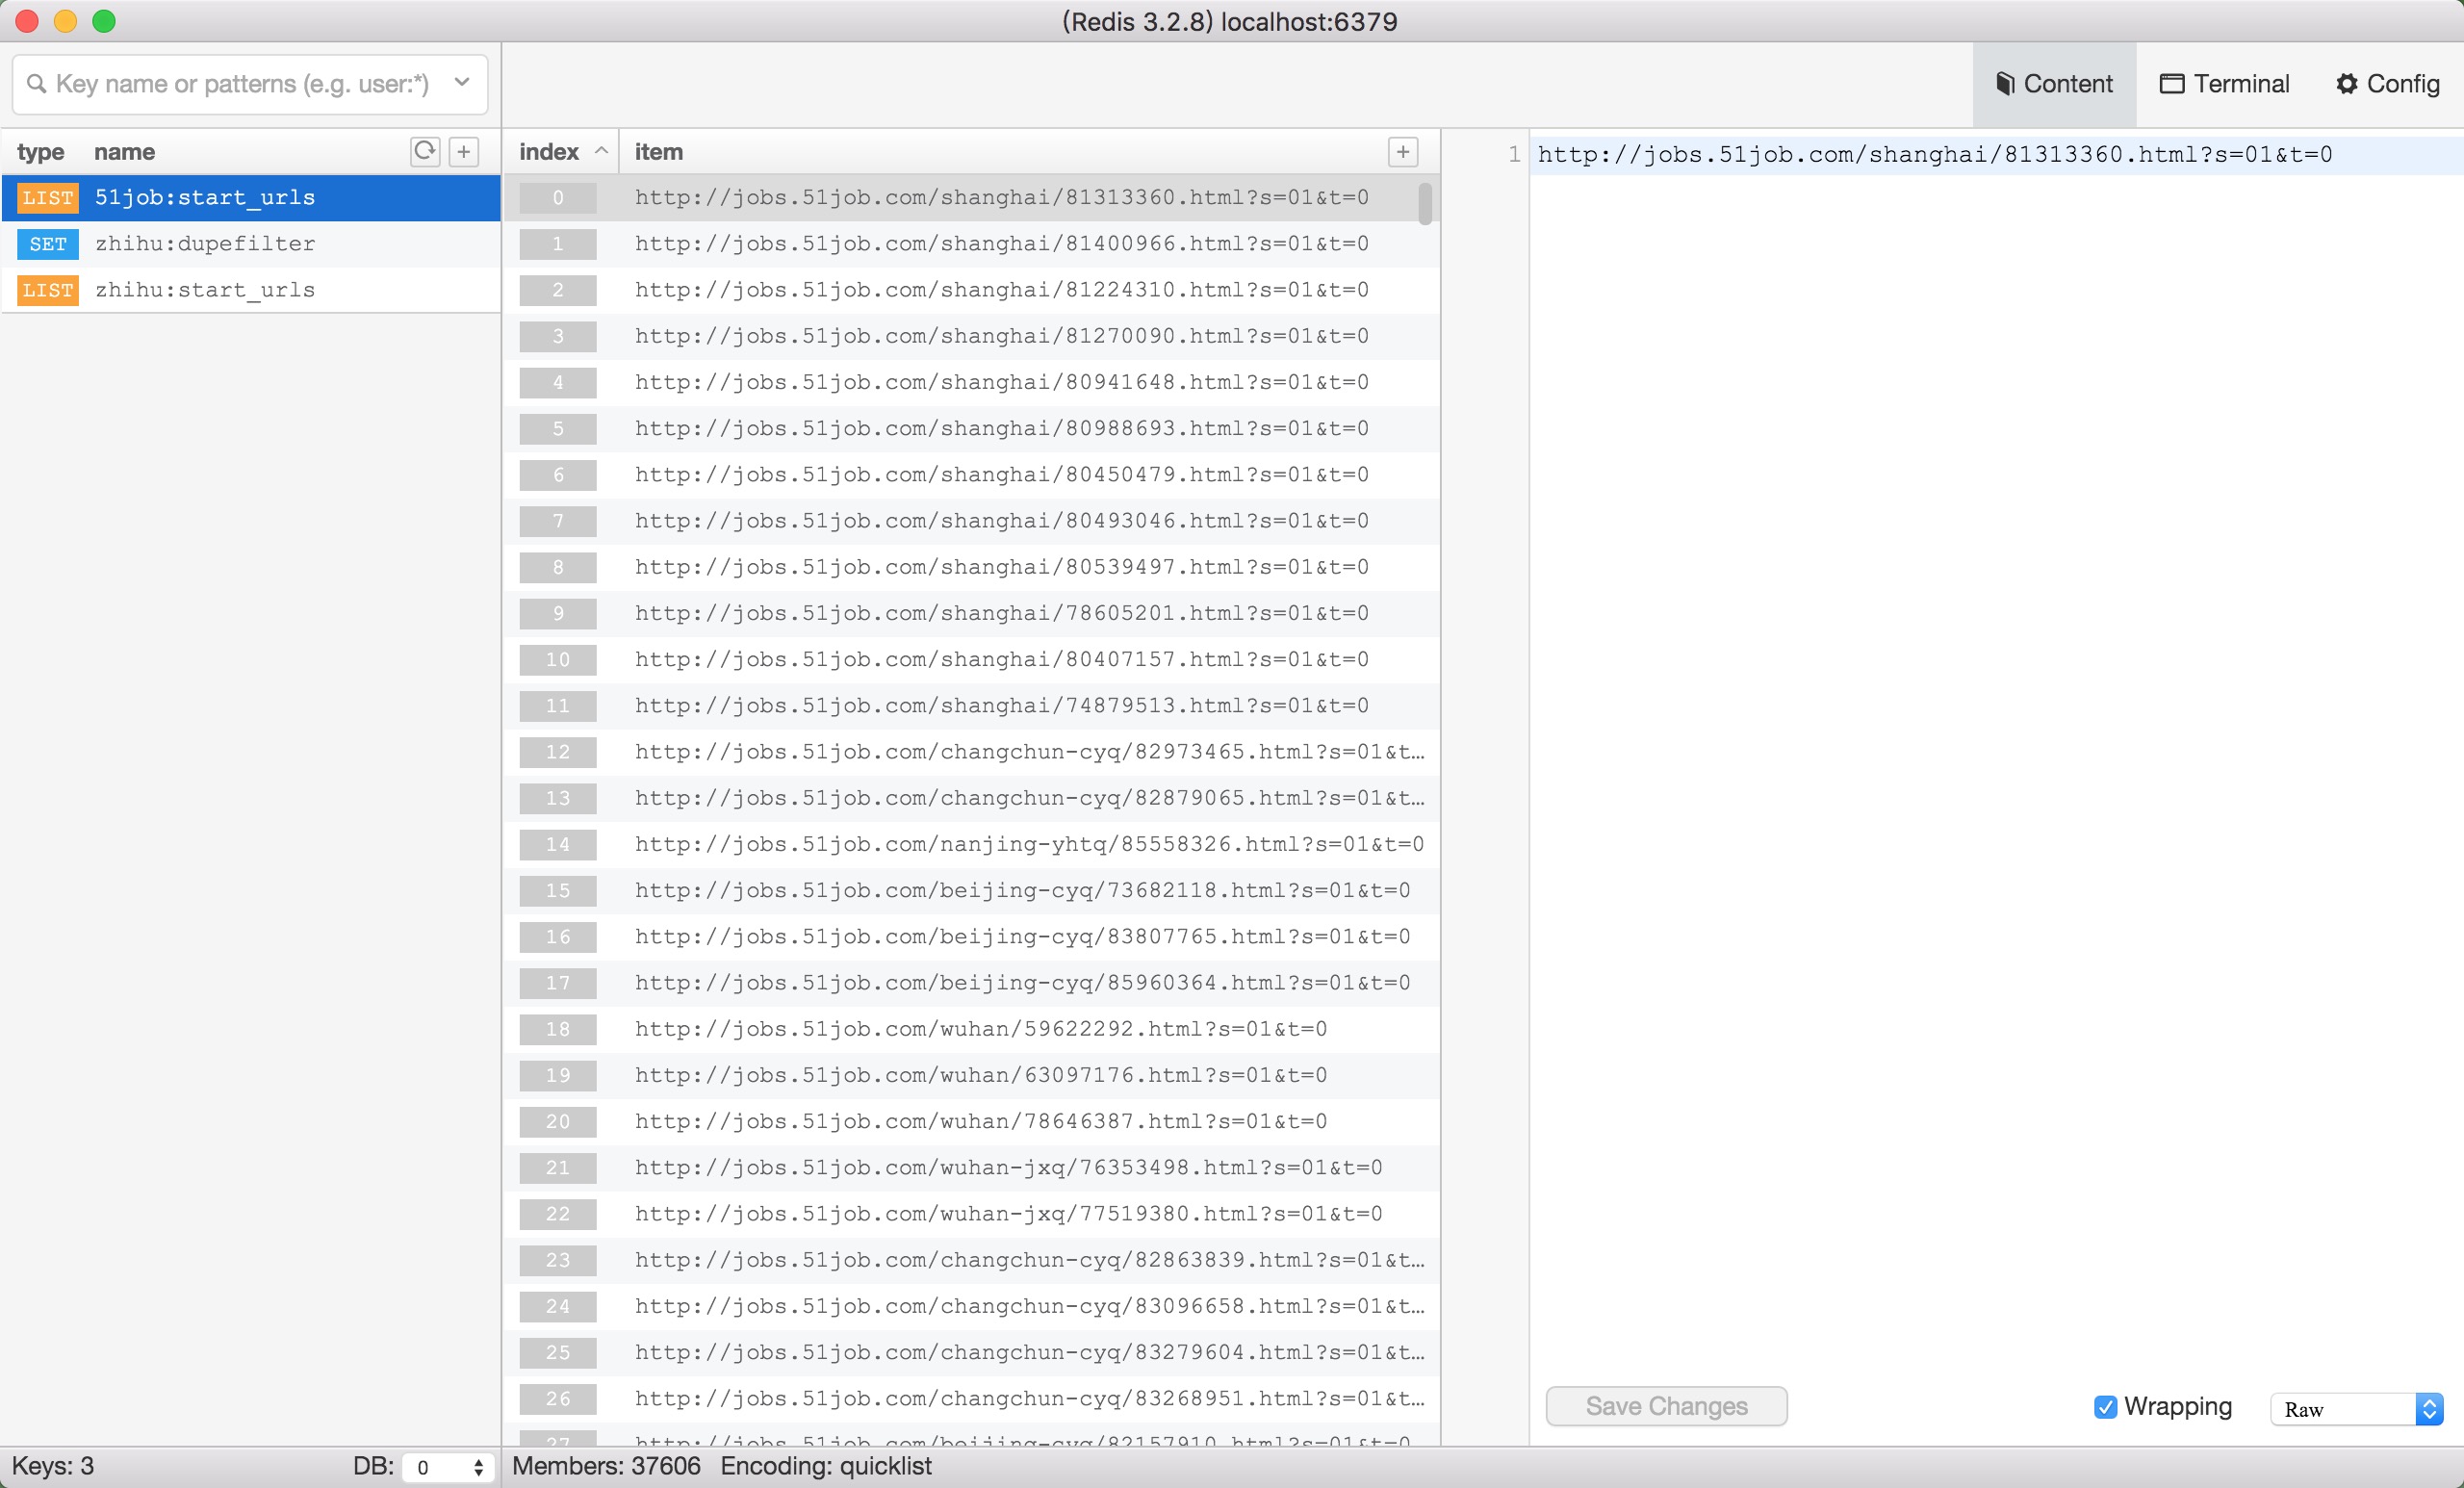 (Redis 3.2.8) localhost:6379
Key name or patterns (e.g. user:*)
Content Terminal Config
type name
LIST 51job:start_urls
SET zhihu:dupefilter
LIST zhihu:start_urls
index item
0 http://jobs.51job.com/shanghai/81313360.html?s=01&t=0
1 http://jobs.51job.com/shanghai/81400966.html?s=01&t=0
2 http://jobs.51job.com/shanghai/81224310.html?s=01&t=0
3 http://jobs.51job.com/shanghai/81270090.html?s=01&t=0
4 http://jobs.51job.com/shanghai/80941648.html?s=01&t=0
5 http://jobs.51job.com/shanghai/80988693.html?s=01&t=0
6 http://jobs.51job.com/shanghai/80450479.html?s=01&t=0
7 http://jobs.51job.com/shanghai/80493046.html?s=01&t=0
8 http://jobs.51job.com/shanghai/80539497.html?s=01&t=0
9 http://jobs.51job.com/shanghai/78605201.html?s=01&t=0
10 http://jobs.51job.com/shanghai/80407157.html?s=01&t=0
11 http://jobs.51job.com/shanghai/74879513.html?s=01&t=0
12 http://jobs.51job.com/changchun-cyq/82973465.html?s=01&t…
13 http://jobs.51job.com/changchun-cyq/82879065.html?s=01&t…
14 http://jobs.51job.com/nanjing-yhtq/85558326.html?s=01&t=0
15 http://jobs.51job.com/beijing-cyq/73682118.html?s=01&t=0
16 http://jobs.51job.com/beijing-cyq/83807765.html?s=01&t=0
17 http://jobs.51job.com/beijing-cyq/85960364.html?s=01&t=0
18 http://jobs.51job.com/wuhan/59622292.html?s=01&t=0
19 http://jobs.51job.com/wuhan/63097176.html?s=01&t=0
20 http://jobs.51job.com/wuhan/78646387.html?s=01&t=0
21 http://jobs.51job.com/wuhan-jxq/76353498.html?s=01&t=0
22 http://jobs.51job.com/wuhan-jxq/77519380.html?s=01&t=0
23 http://jobs.51job.com/changchun-cyq/82863839.html?s=01&t…
24 http://jobs.51job.com/changchun-cyq/83096658.html?s=01&t…
25 http://jobs.51job.com/changchun-cyq/83279604.html?s=01&t…
26 http://jobs.51job.com/changchun-cyq/83268951.html?s=01&t…
27 http://jobs.51job.com/beijing-cyq/82157910.html?s=01&t=0
1 http://jobs.51job.com/shanghai/81313360.html?s=01&t=0
Save Changes Wrapping Raw
Keys: 3 DB: 0 Members: 37606 Encoding: quicklist